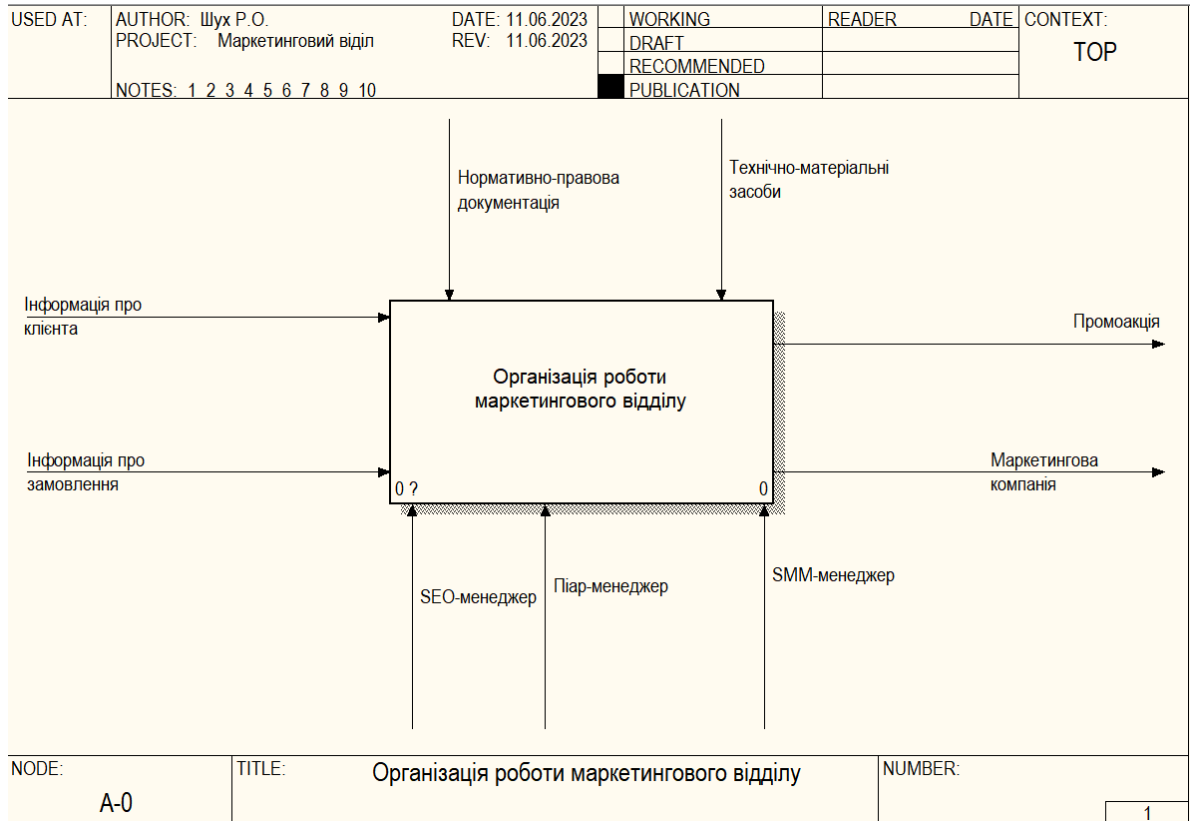 USED AT:
AUTHOR: Шух Р.О.
DATE: 11.06.2023
PROJECT: Маркетинговий віділ
REV: 11.06.2023
NOTES: 1 2 3 4 5 6 7 8 9 10
WORKING
DRAFT
RECOMMENDED
PUBLICATION
READER
DATE
CONTEXT:
TOP
Нормативно-правова
документація
Технічно-матеріальні
засоби
Інформація про
клієнта
Промоакція
Організація роботи
маркетингового відділу
Інформація про
замовлення
Маркетингова
компанія
0 ?
0
SEO-менеджер
Піар-менеджер
SMM-менеджер
NODE:
A-0
TITLE:
Організація роботи маркетингового відділу
NUMBER:
1